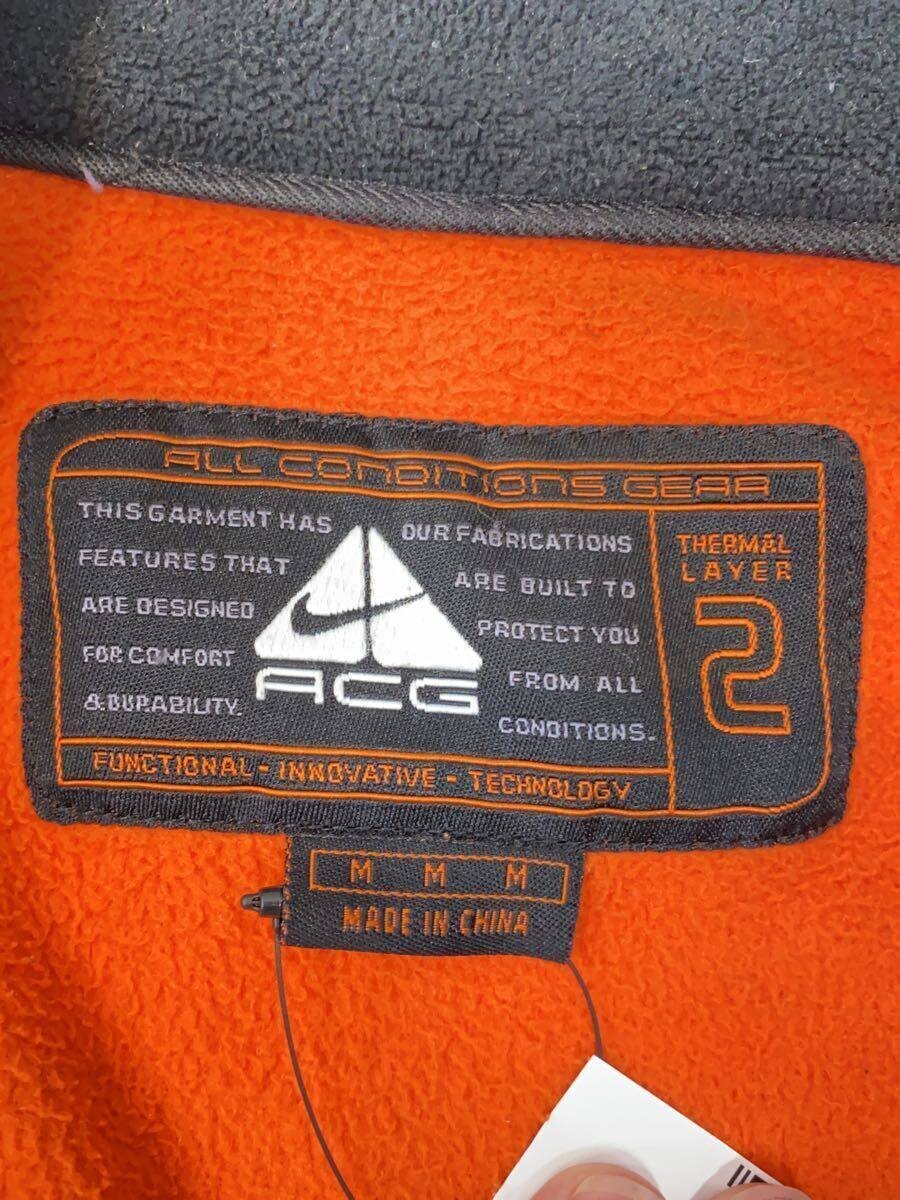 ALL CONDITIONS GEAR
THIS GARMENT HAS
FEATURES THAT
ARE DESIGNED
FOR COMFORT
& DURABILITY.
ACG
OUR FABRICATIONS
ARE BUILT TO
PROTECT YOU
FROM ALL
CONDITIONS.
THERMAL
LAYER
2
FUNCTIONAL - INNOVATIVE - TECHNOLOGY
M M M
MADE IN CHINA